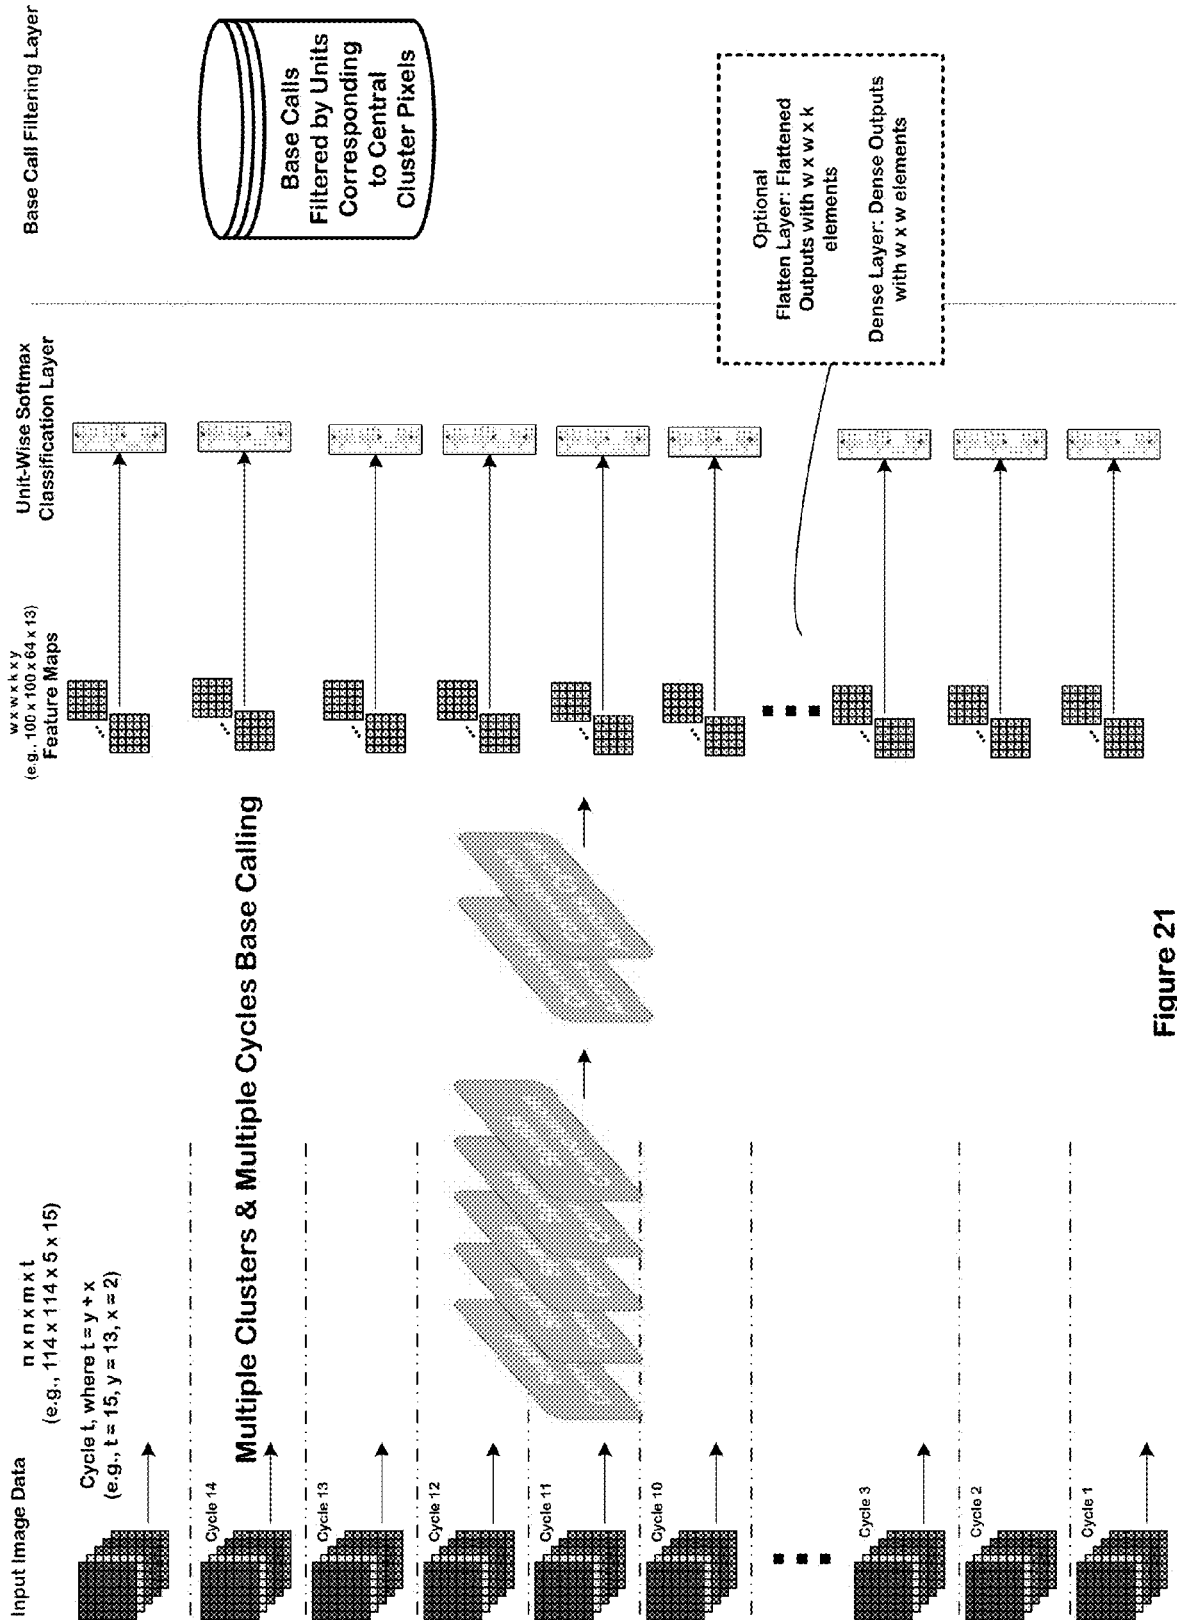 Input Image Data
n x n x m x t
(e.g., 114 x 114 x 5 x 15)
Cycle t, where t = y + x
(e.g., t = 15, y = 13, x = 2)
Cycle 14
Cycle 13
Cycle 12
Cycle 11
Cycle 10
Cycle 3
Cycle 2
Cycle 1
Multiple Clusters & Multiple Cycles Base Calling
w x w x k x y
(e.g., 100 x 100 x 64 x 13)
Feature Maps
Unit-Wise Softmax
Classification Layer
Optional
Flatten Layer: Flattened
Outputs with w x w x k
elements
Dense Layer: Dense Outputs
with w x w elements
Base Call Filtering Layer
Base Calls
Filtered by Units
Corresponding
to Central
Cluster Pixels
Figure 21